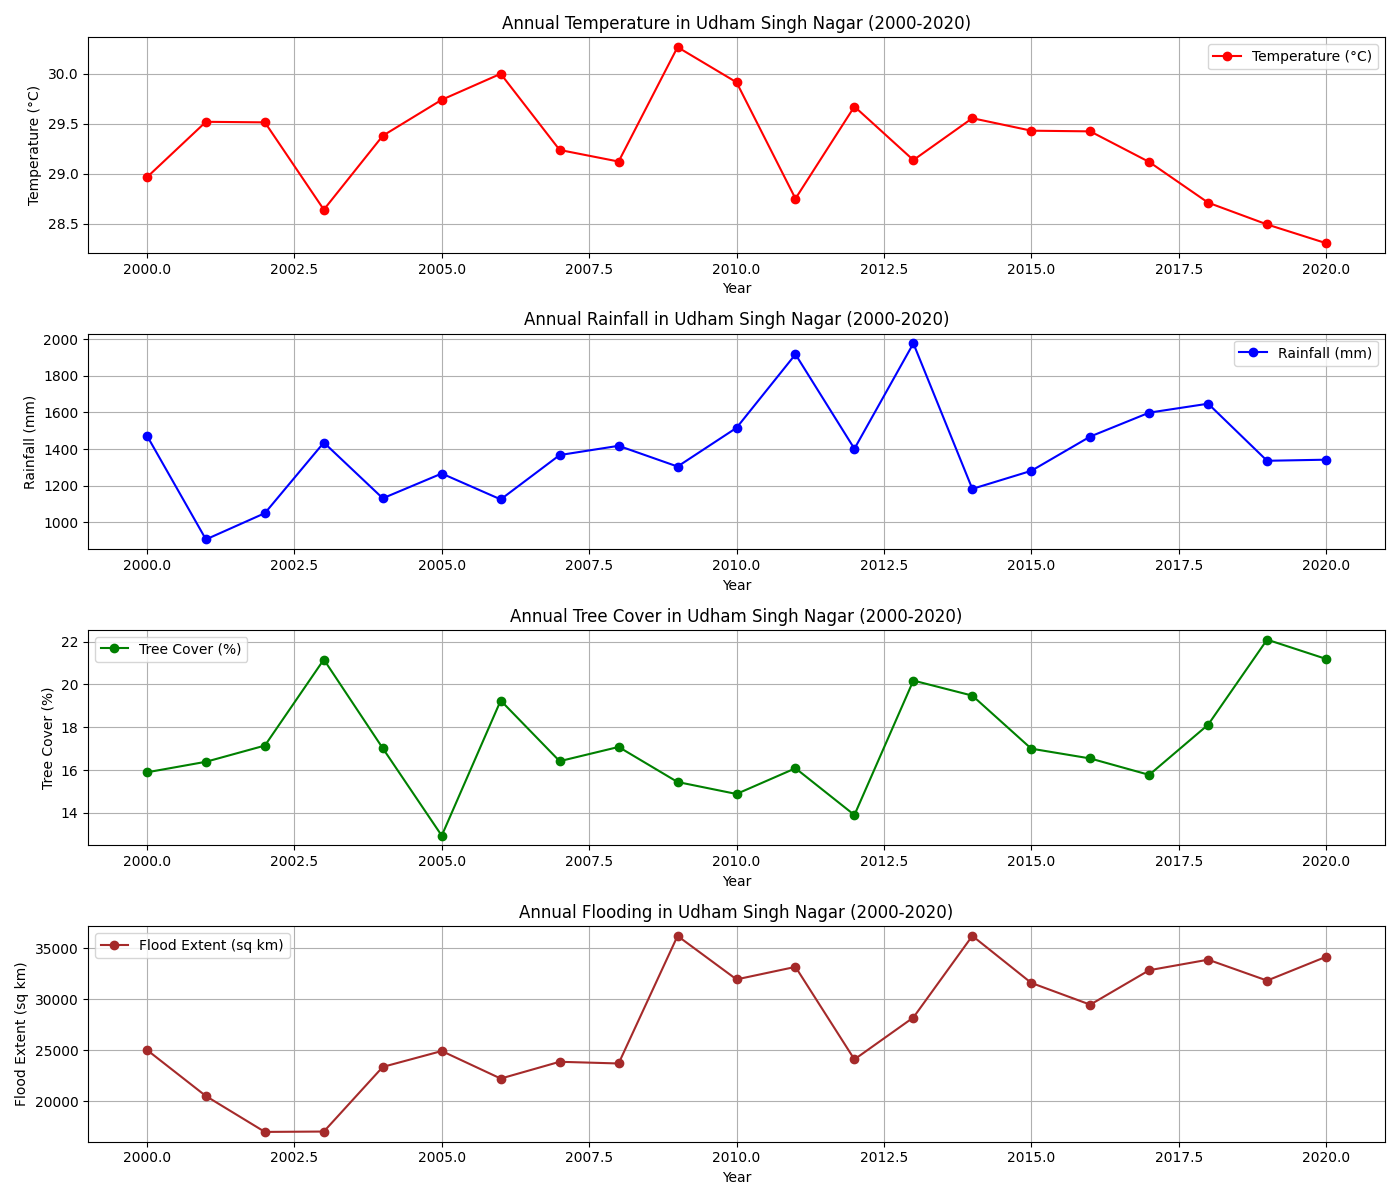 Annual Temperature in Udham Singh Nagar (2000-2020)
Temperature (°C)
Temperature (°C)
30.0
29.5
29.0
28.5
2000.0 2002.5 2005.0 2007.5 2010.0 2012.5 2015.0 2017.5 2020.0
Year
Annual Rainfall in Udham Singh Nagar (2000-2020)
Rainfall (mm)
Rainfall (mm)
2000
1800
1600
1400
1200
1000
2000.0 2002.5 2005.0 2007.5 2010.0 2012.5 2015.0 2017.5 2020.0
Year
Annual Tree Cover in Udham Singh Nagar (2000-2020)
Tree Cover (%)
Tree Cover (%)
22
20
18
16
14
2000.0 2002.5 2005.0 2007.5 2010.0 2012.5 2015.0 2017.5 2020.0
Year
Annual Flooding in Udham Singh Nagar (2000-2020)
Flood Extent (sq km)
Flood Extent (sq km)
35000
30000
25000
20000
2000.0 2002.5 2005.0 2007.5 2010.0 2012.5 2015.0 2017.5 2020.0
Year